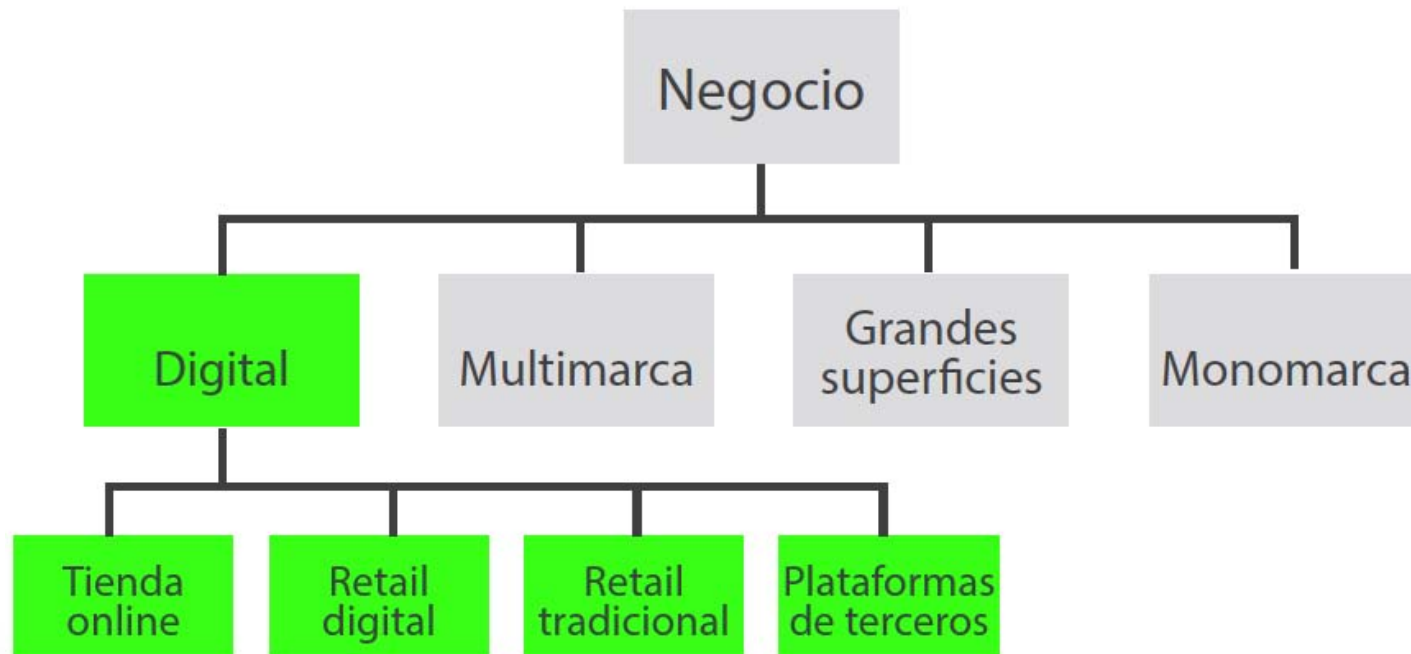 Negocio
Digital
Multimarca
Grandes
superficies
Monomarca
Tienda
online
Retail
digital
Retail
tradicional
Plataformas
de terceros